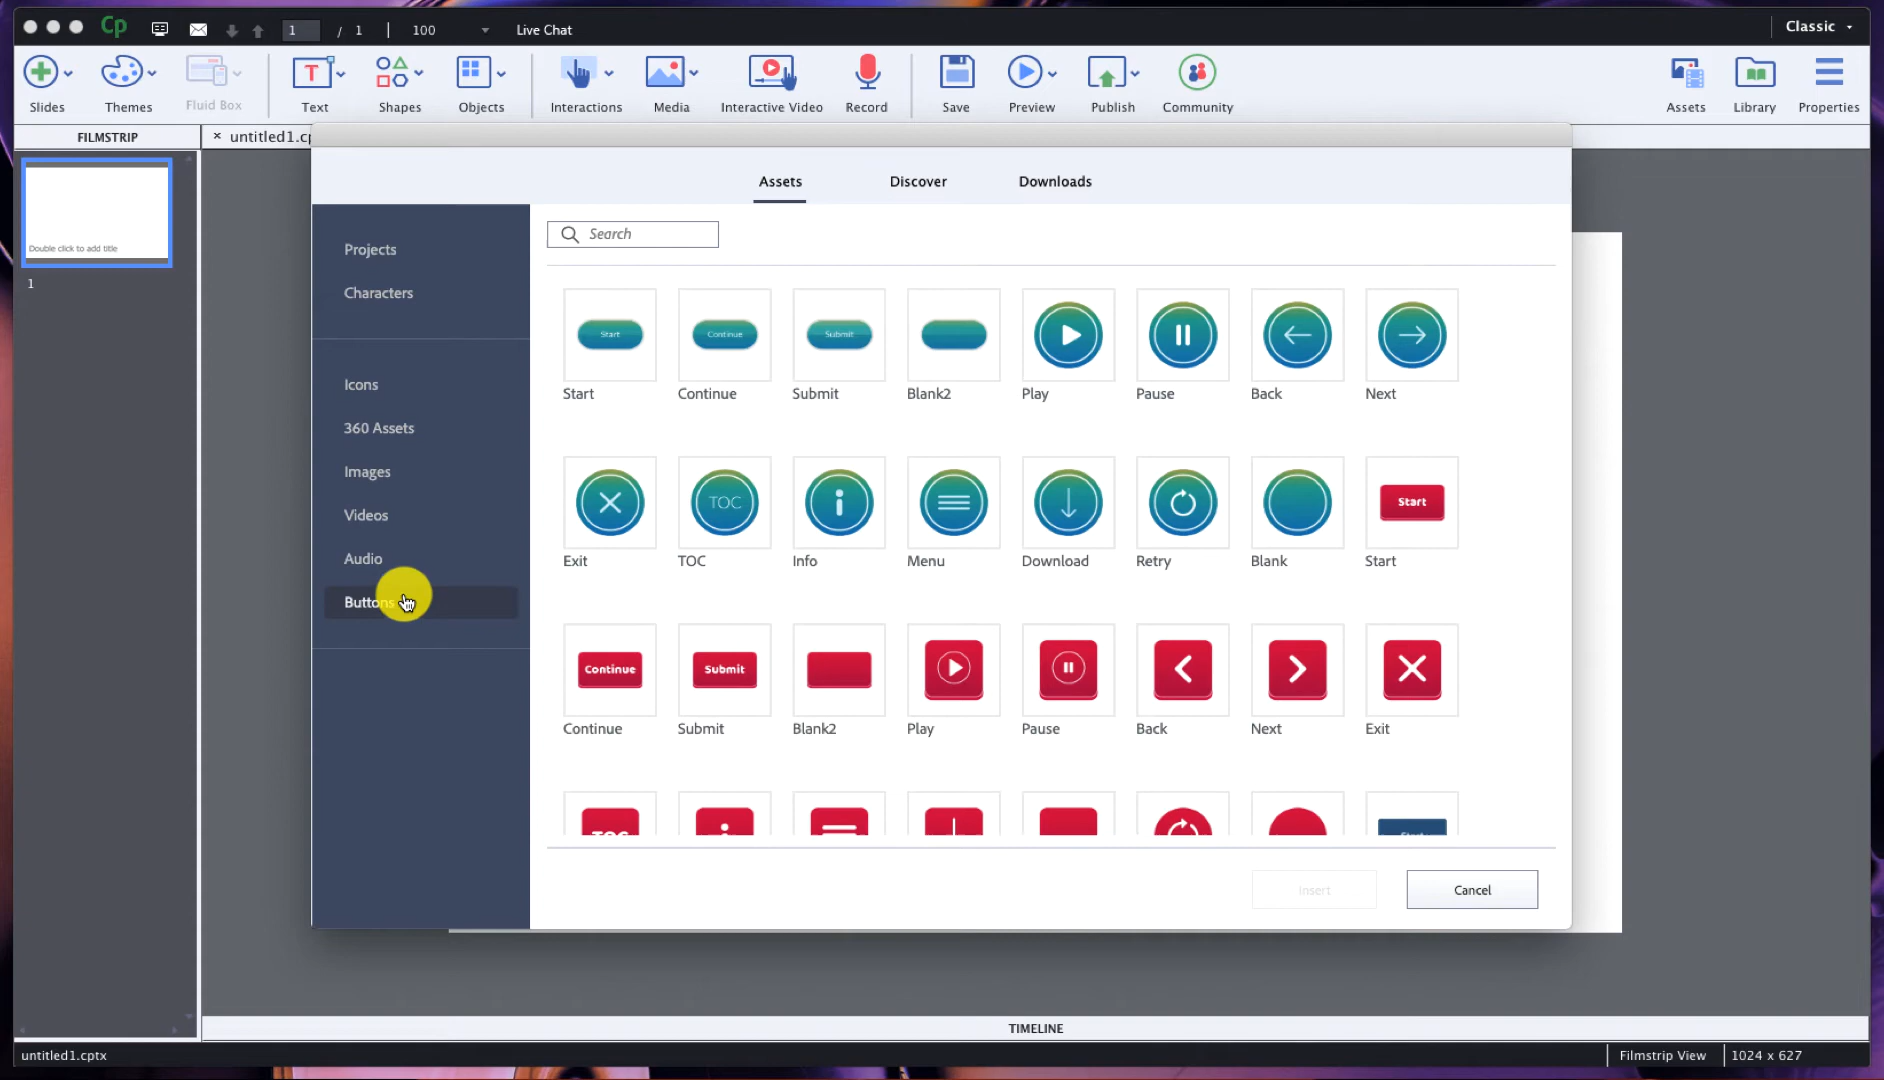 Cp 1 / 1 100 Live Chat Classic
Slides Themes Fluid Box Text Shapes Objects Interactions Media Interactive Video Record Save Preview Publish Community Assets Library Properties
FILMSTRIP × untitled1.cp
Assets Discover Downloads
Double click to add title
1
Projects
Characters
Icons
360 Assets
Images
Videos
Audio
Buttons
Search
Start Continue Submit
Start Continue Submit Blank2 Play Pause Back Next
TOC Start
Exit TOC Info Menu Download Retry Blank Start
Continue Submit
Continue Submit Blank2 Play Pause Back Next Exit
TOC Start
Insert Cancel
TIMELINE
untitled1.cptx Filmstrip View 1024 x 627